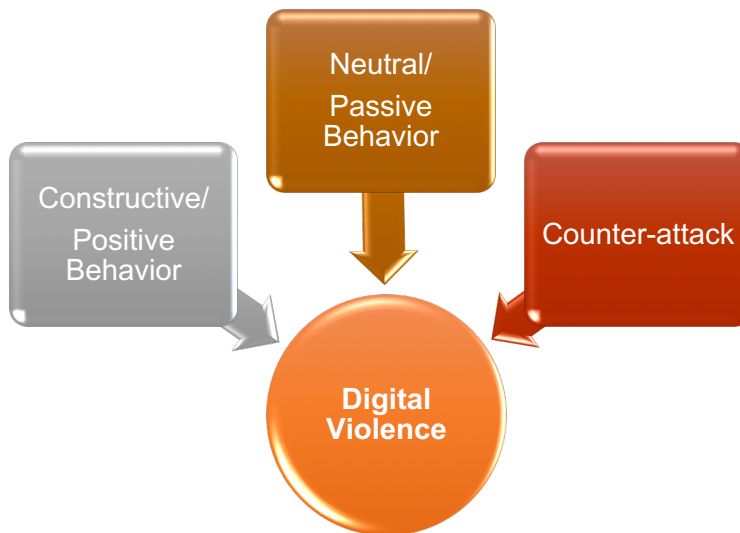 Neutral/
Passive
Behavior
Constructive/
Positive
Behavior
Counter-attack
Digital
Violence